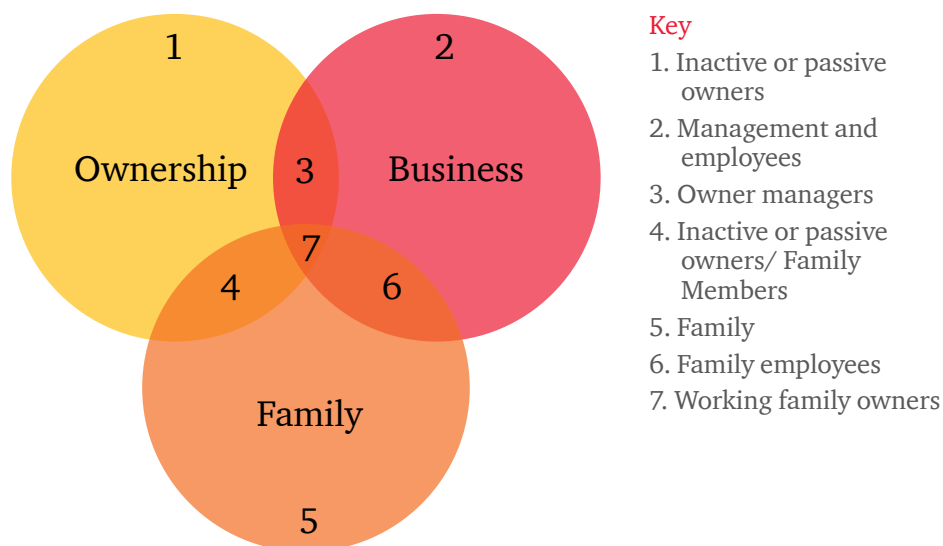 1
2
Ownership
3
Business
7
4
6
Family
5
Key
1. Inactive or passive
owners
2. Management and
employees
3. Owner managers
4. Inactive or passive
owners/ Family
Members
5. Family
6. Family employees
7. Working family owners